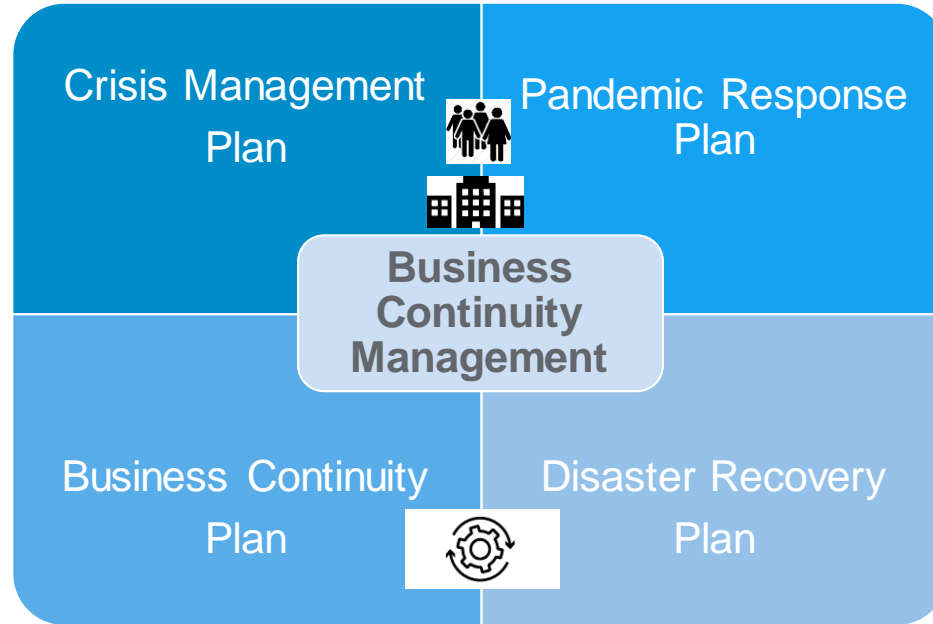 Crisis Management
Plan
Pandemic Response
Plan
Business
Continuity
Management
Business Continuity
Plan
Disaster Recovery
Plan